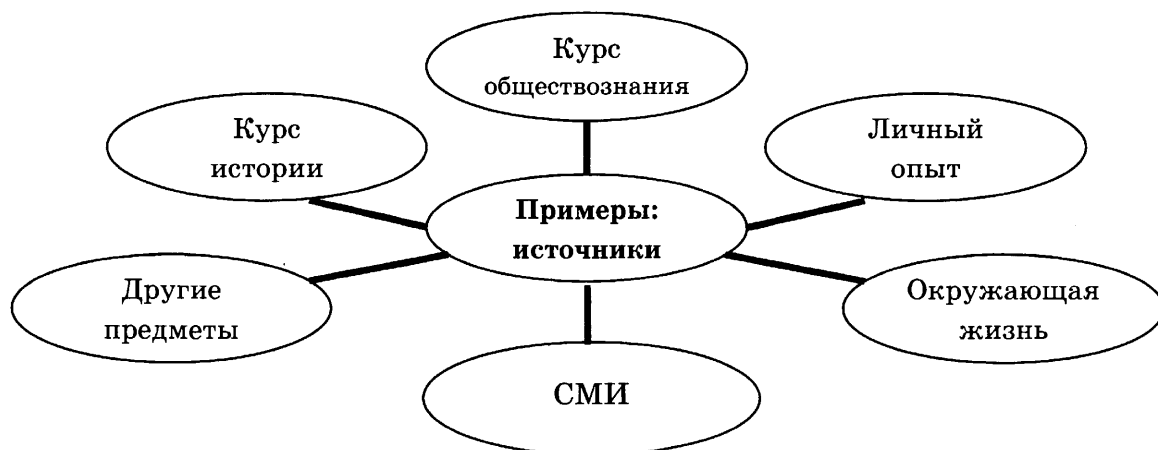 Курс
обществознания
Курс
истории
Личный
опыт
Примеры:
источники
Другие
предметы
Окружающая
жизнь
СМИ